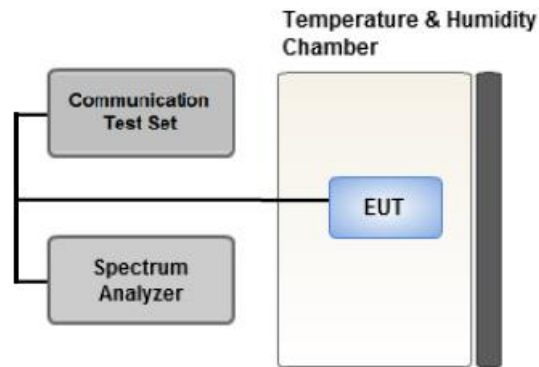 Temperature & Humidity
Chamber
Communication
Test Set
EUT
Spectrum
Analyzer